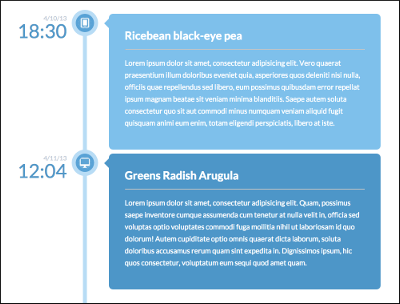 4/10/13
18:30
Ricebean black-eye pea
Lorem ipsum dolor sit amet, consectetur adipisicing elit. Vero quaerat
praesentium illum doloribus eveniet quia, asperiores quos deleniti nisi nulla,
officiis quae repellendus sed libero, eum possimus quibusdam error repellat
ipsum magnam beatae sit veniam minima blanditiis. Saepe autem soluta
consectetur quo sit aut commodi minus numquam veniam aliquid fugit
quisquam animi eum enim, totam eligendi perspiciatis, libero at iste.
4/11/13
12:04
Greens Radish Arugula
Lorem ipsum dolor sit amet, consectetur adipisicing elit. Quam, possimus
saepe inventore cumque assumenda cum tenetur at nulla velit in, officia sed
voluptas optio voluptates commodi fuga mollitia nihil ut laboriosam id quo
dolorum! Autem cupiditate optio omnis quaerat dicta laborum, soluta
doloribus accusamus rerum quam sint expedita in. Dignissimos ipsum, hic
quos consectetur, voluptatum eum sequi quod amet quam.